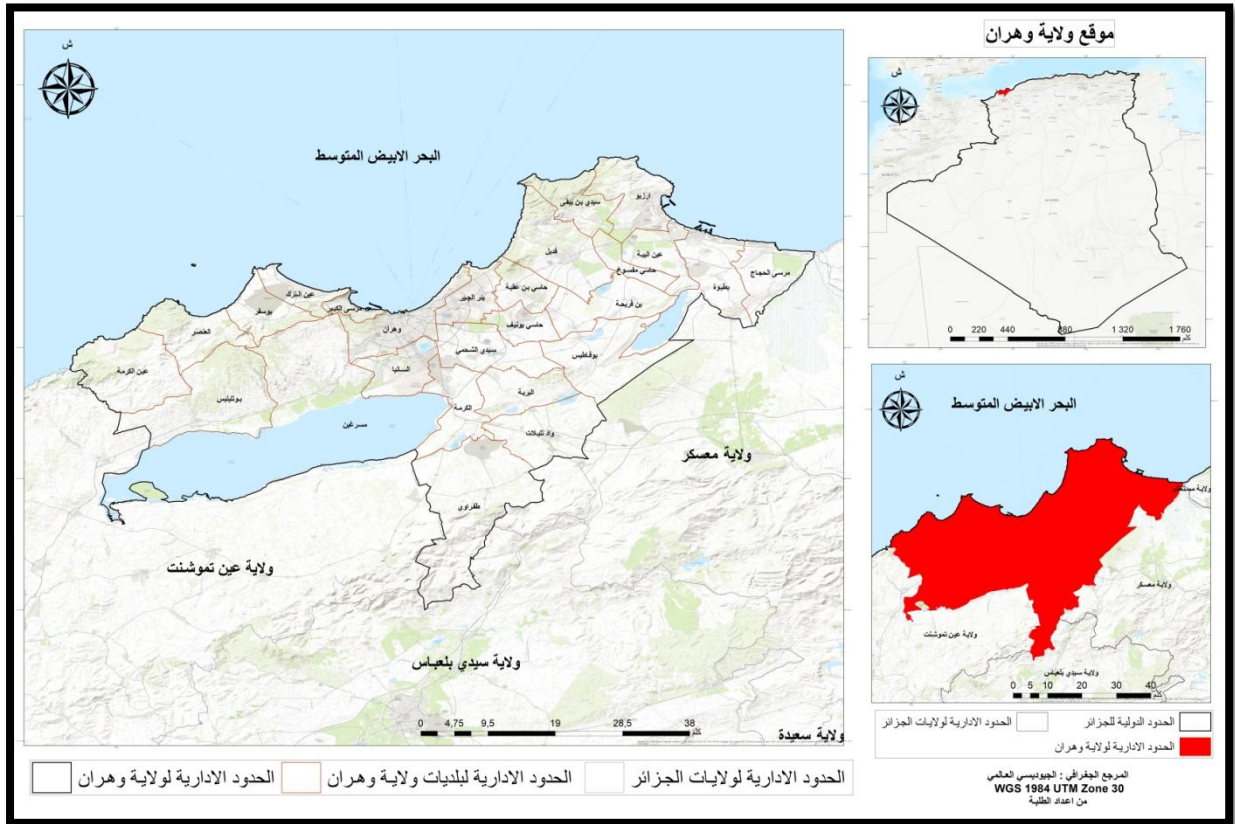 موقع ولاية وهران
ش
البحر الابيض المتوسط
ارزيو
سيدي بن يبقى
قديل
عين البية
مرسى الحجاج
حاسي مفسوخ
بطيوة
حاسي بن عقبة
بن فريحة
بئر الجير
عين الترك
بوسفر
مرسى الكبير
وهران
حاسي بونيف
العنصر
سيدي الشحمي
بوفاطيس
عين الكرمة
السانيا
بوتليليس
البرية
الكرمة
مسرغين
واد تليلات
طفراوي
ولاية معسكر
ولاية عين تموشنت
ولاية سيدي بلعباس
ولاية سعيدة
0 4,75 9,5 19 28,5 38
كلم
الحدود الادارية لولايات الجزائر
الحدود الادارية لبلديات ولاية وهران
الحدود الادارية لولاية وهران
ش
0 220 440 880 1 320 1 760
كلم
ش
البحر الابيض المتوسط
ولاية مستغانم
ولاية معسكر
ولاية عين تموشنت
ولاية سيدي بلعباس
0 5 10 20 30 40
كلم
الحدود الدولية للجزائر
الحدود الادارية لولايات الجزائر
الحدود الادارية لولاية وهران
المرجع الجغرافي : الجيوديسي العالمي
WGS 1984 UTM Zone 30
من اعداد الطلبة